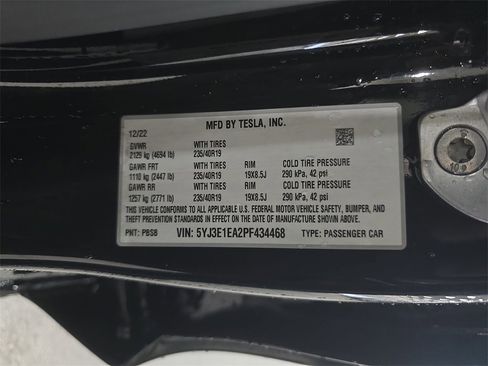 MFD BY TESLA, INC.
12/22
GVWR WITH TIRES
2129 kg (4694 lb) 235/40R19
GAWR FRT WITH TIRES RIM COLD TIRE PRESSURE
1110 kg (2447 lb) 235/40R19 19X8.5J 290 kPa, 42 psi
GAWR RR WITH TIRES RIM COLD TIRE PRESSURE
1257 kg (2771 lb) 235/40R19 19X8.5J 290 kPa, 42 psi
THIS VEHICLE CONFORMS TO ALL APPLICABLE U.S. FEDERAL MOTOR VEHICLE SAFETY, BUMPER, AND
THEFT PREVENTION STANDARDS IN EFFECT ON THE DATE OF MANUFACTURE SHOWN ABOVE.
PNT: PBSB VIN: 5YJ3E1EA2PF434468 TYPE: PASSENGER CAR